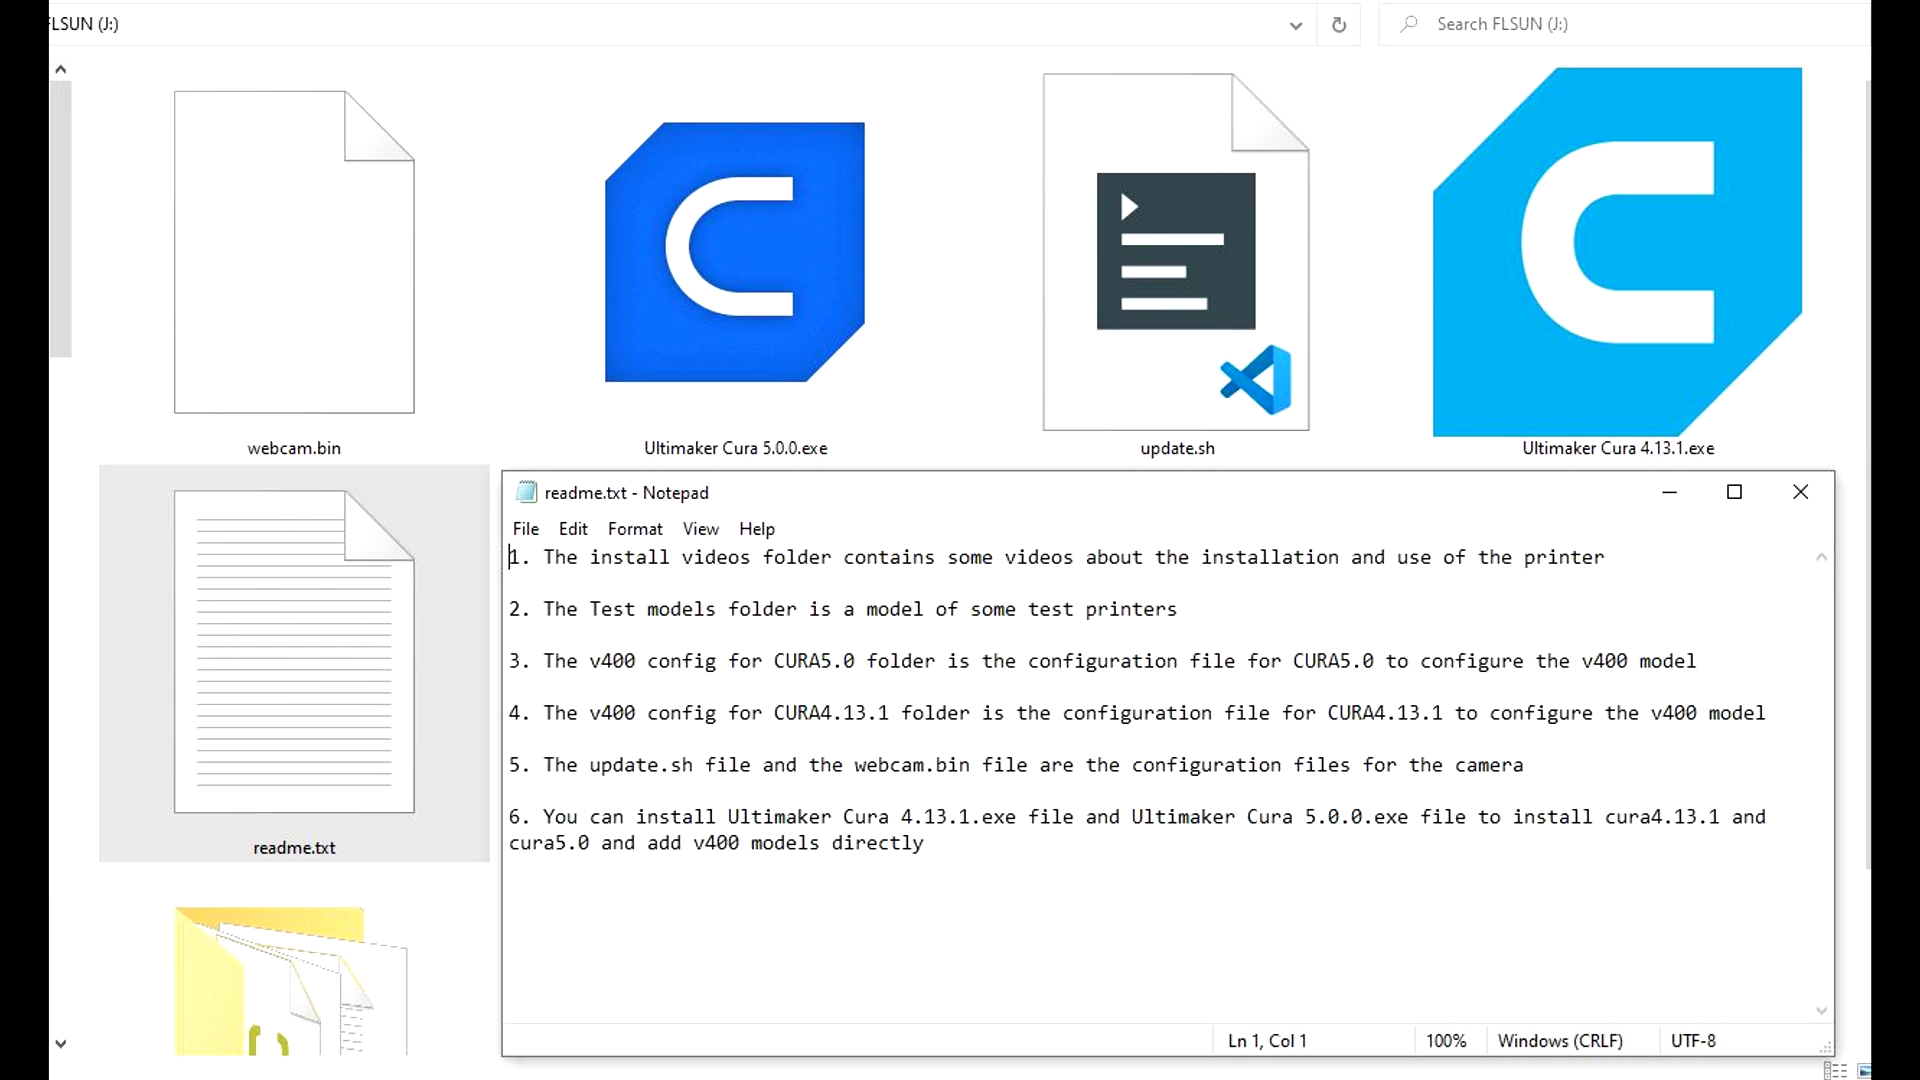 FLSUN (J:)
Search FLSUN (J:)
webcam.bin
Ultimaker Cura 5.0.0.exe
update.sh
Ultimaker Cura 4.13.1.exe
readme.txt
readme.txt - Notepad
File Edit Format View Help
1. The install videos folder contains some videos about the installation and use of the printer
2. The Test models folder is a model of some test printers
3. The v400 config for CURA5.0 folder is the configuration file for CURA5.0 to configure the v400 model
4. The v400 config for CURA4.13.1 folder is the configuration file for CURA4.13.1 to configure the v400 model
5. The update.sh file and the webcam.bin file are the configuration files for the camera
6. You can install Ultimaker Cura 4.13.1.exe file and Ultimaker Cura 5.0.0.exe file to install cura4.13.1 and
cura5.0 and add v400 models directly
Ln 1, Col 1
100%
Windows (CRLF)
UTF-8